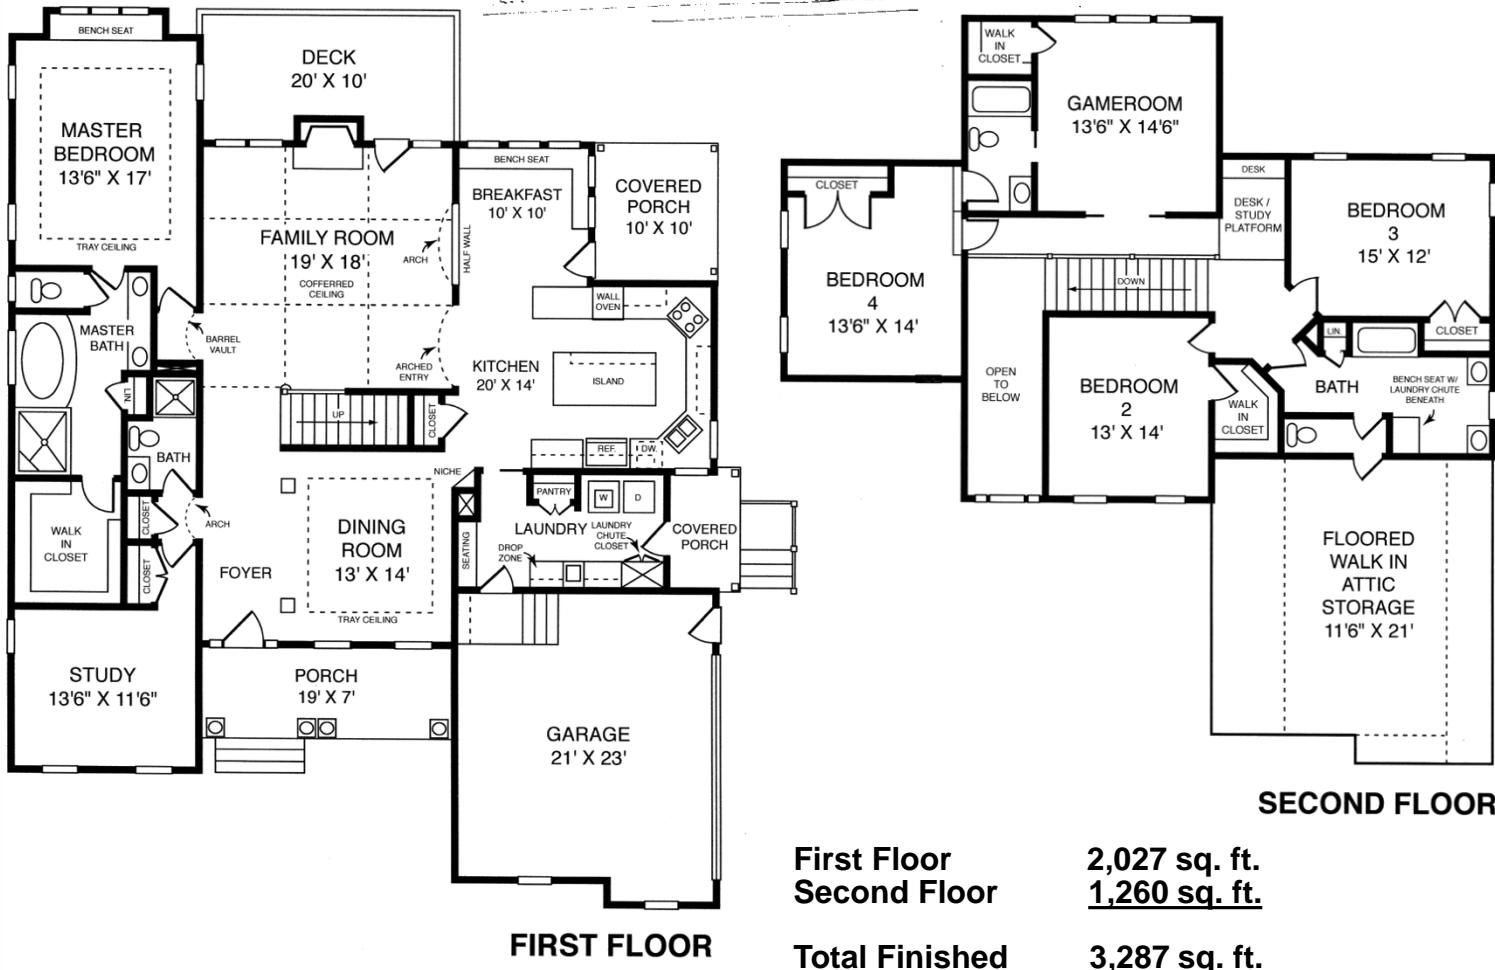 BENCH SEAT
MASTER
BEDROOM
13'6" X 17'
TRAY CEILING
DECK
20' X 10'
FAMILY ROOM
19' X 18'
COFFERRED
CEILING
ARCH
HALF WALL
BENCH SEAT
BREAKFAST
10' X 10'
COVERED
PORCH
10' X 10'
MASTER
BATH
BARREL
VAULT
ARCHED
ENTRY
WALL
OVEN
KITCHEN
20' X 14'
ISLAND
LIN.
UP
CLOSET
REF.
DW.
BATH
NICHE
WALK
IN
CLOSET
CLOSET
ARCH
CLOSET
FOYER
DINING
ROOM
13' X 14'
TRAY CEILING
PANTRY
W
D
LAUNDRY
LAUNDRY
CHUTE
CLOSET
SEATING
DROP
ZONE
COVERED
PORCH
STUDY
13'6" X 11'6"
PORCH
19' X 7'
GARAGE
21' X 23'
FIRST FLOOR
WALK
IN
CLOSET
GAMEROOM
13'6" X 14'6"
CLOSET
BEDROOM
4
13'6" X 14'
DESK
DESK /
STUDY
PLATFORM
BEDROOM
3
15' X 12'
DOWN
CLOSET
LIN.
OPEN
TO
BELOW
BEDROOM
2
13' X 14'
WALK
IN
CLOSET
BATH
BENCH SEAT W/
LAUNDRY CHUTE
BENEATH
FLOORED
WALK IN
ATTIC
STORAGE
11'6" X 21'
SECOND FLOOR
First Floor 2,027 sq. ft.
Second Floor 1,260 sq. ft.
Total Finished 3,287 sq. ft.